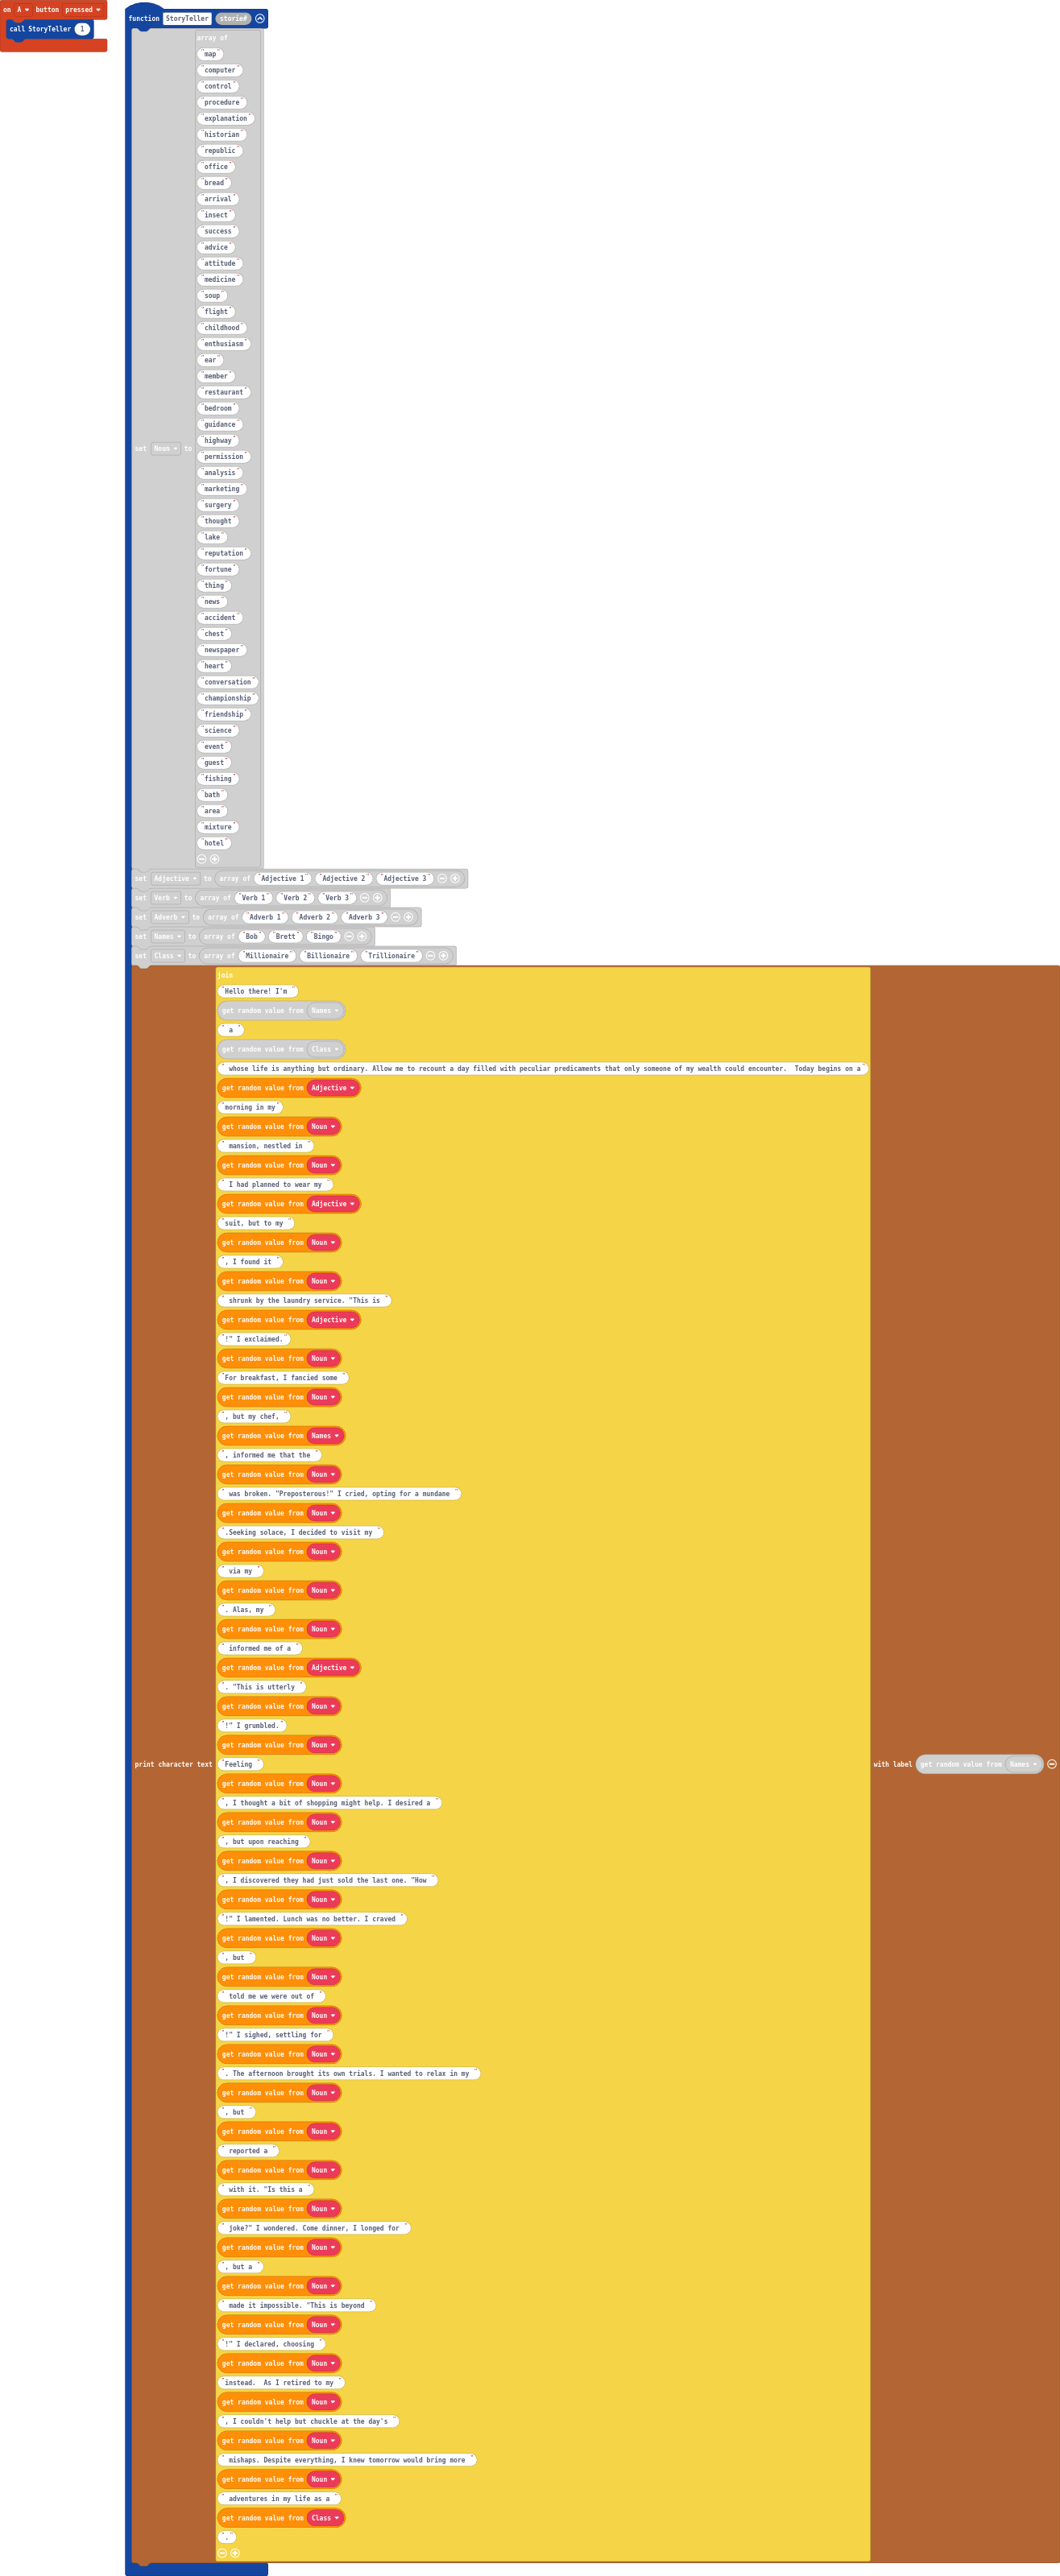 on A button pressed
call StoryTeller 1
function StoryTeller storie#
array of
"map"
"computer"
"control"
"procedure"
"explanation"
"historian"
"republic"
"office"
"bread"
"arrival"
"insect"
"success"
"advice"
"attitude"
"medicine"
"soup"
"flight"
"childhood"
"enthusiasm"
"ear"
"member"
"restaurant"
"bedroom"
"guidance"
"highway"
set Noun to
"permission"
"analysis"
"marketing"
"surgery"
"thought"
"lake"
"reputation"
"fortune"
"thing"
"news"
"accident"
"chest"
"newspaper"
"heart"
"conversation"
"championship"
"friendship"
"science"
"event"
"guest"
"fishing"
"bath"
"area"
"mixture"
"hotel"
set Adjective to array of "Adjective 1" "Adjective 2" "Adjective 3"
set Verb to array of "Verb 1" "Verb 2" "Verb 3"
set Adverb to array of "Adverb 1" "Adverb 2" "Adverb 3"
set Names to array of "Bob" "Brett" "Bingo"
set Class to array of "Millionaire" "Billionaire" "Trillionaire"
join
"Hello there! I'm "
get random value from Names
" a "
get random value from Class
" whose life is anything but ordinary. Allow me to recount a day filled with peculiar predicaments that only someone of my wealth could encounter.  Today begins on a"
get random value from Adjective
"morning in my"
get random value from Noun
" mansion, nestled in "
get random value from Noun
" I had planned to wear my "
get random value from Adjective
"suit, but to my "
get random value from Noun
", I found it "
get random value from Noun
" shrunk by the laundry service. "This is "
get random value from Adjective
"!" I exclaimed."
get random value from Noun
"For breakfast, I fancied some "
get random value from Noun
", but my chef, "
get random value from Names
", informed me that the "
get random value from Noun
" was broken. "Preposterous!" I cried, opting for a mundane "
get random value from Noun
".Seeking solace, I decided to visit my "
get random value from Noun
" via my "
get random value from Noun
". Alas, my "
get random value from Noun
" informed me of a "
get random value from Adjective
". "This is utterly "
get random value from Noun
"!" I grumbled."
get random value from Noun
print character text "Feeling " with label get random value from Names
get random value from Noun
", I thought a bit of shopping might help. I desired a "
get random value from Noun
", but upon reaching "
get random value from Noun
", I discovered they had just sold the last one. "How "
get random value from Noun
"!" I lamented. Lunch was no better. I craved "
get random value from Noun
", but "
get random value from Noun
" told me we were out of "
get random value from Noun
"!" I sighed, settling for "
get random value from Noun
". The afternoon brought its own trials. I wanted to relax in my "
get random value from Noun
", but "
get random value from Noun
" reported a "
get random value from Noun
" with it. "Is this a "
get random value from Noun
" joke?" I wondered. Come dinner, I longed for "
get random value from Noun
", but a "
get random value from Noun
" made it impossible. "This is beyond "
get random value from Noun
"!" I declared, choosing "
get random value from Noun
"instead.  As I retired to my "
get random value from Noun
", I couldn't help but chuckle at the day's "
get random value from Noun
" mishaps. Despite everything, I knew tomorrow would bring more "
get random value from Noun
" adventures in my life as a "
get random value from Class
"."